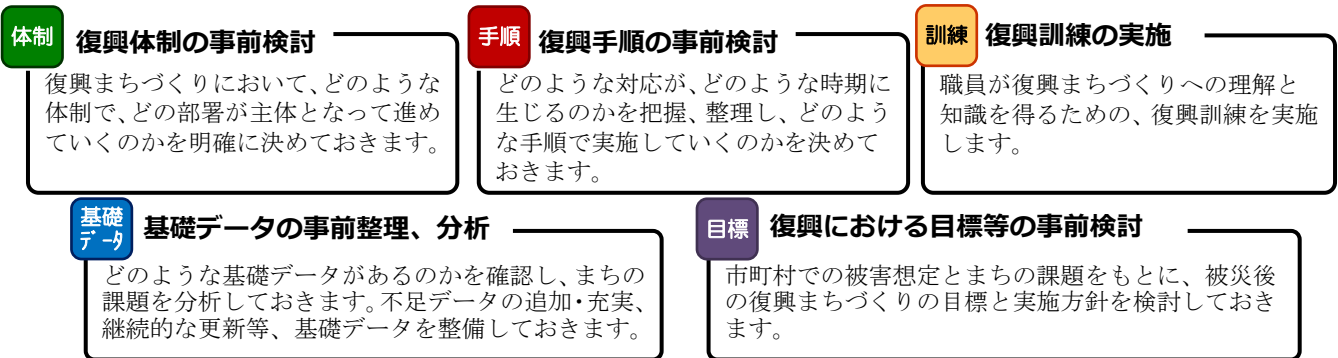 体制
復興体制の事前検討
復興まちづくりにおいて、どのような
体制で、どの部署が主体となって進め
ていくのかを明確に決めておきます。
手順
復興手順の事前検討
どのような対応が、どのような時期に
生じるのかを把握、整理し、どのよう
な手順で実施していくのかを決めて
おきます。
訓練
復興訓練の実施
職員が復興まちづくりへの理解と
知識を得るための、復興訓練を実施
します。
基礎
データ
基礎データの事前整理、分析
どのような基礎データがあるのかを確認し、まちの
課題を分析しておきます。不足データの追加・充実、
継続的な更新等、基礎データを整備しておきます。
目標
復興における目標等の事前検討
市町村での被害想定とまちの課題をもとに、被災後
の復興まちづくりの目標と実施方針を検討しておき
ます。